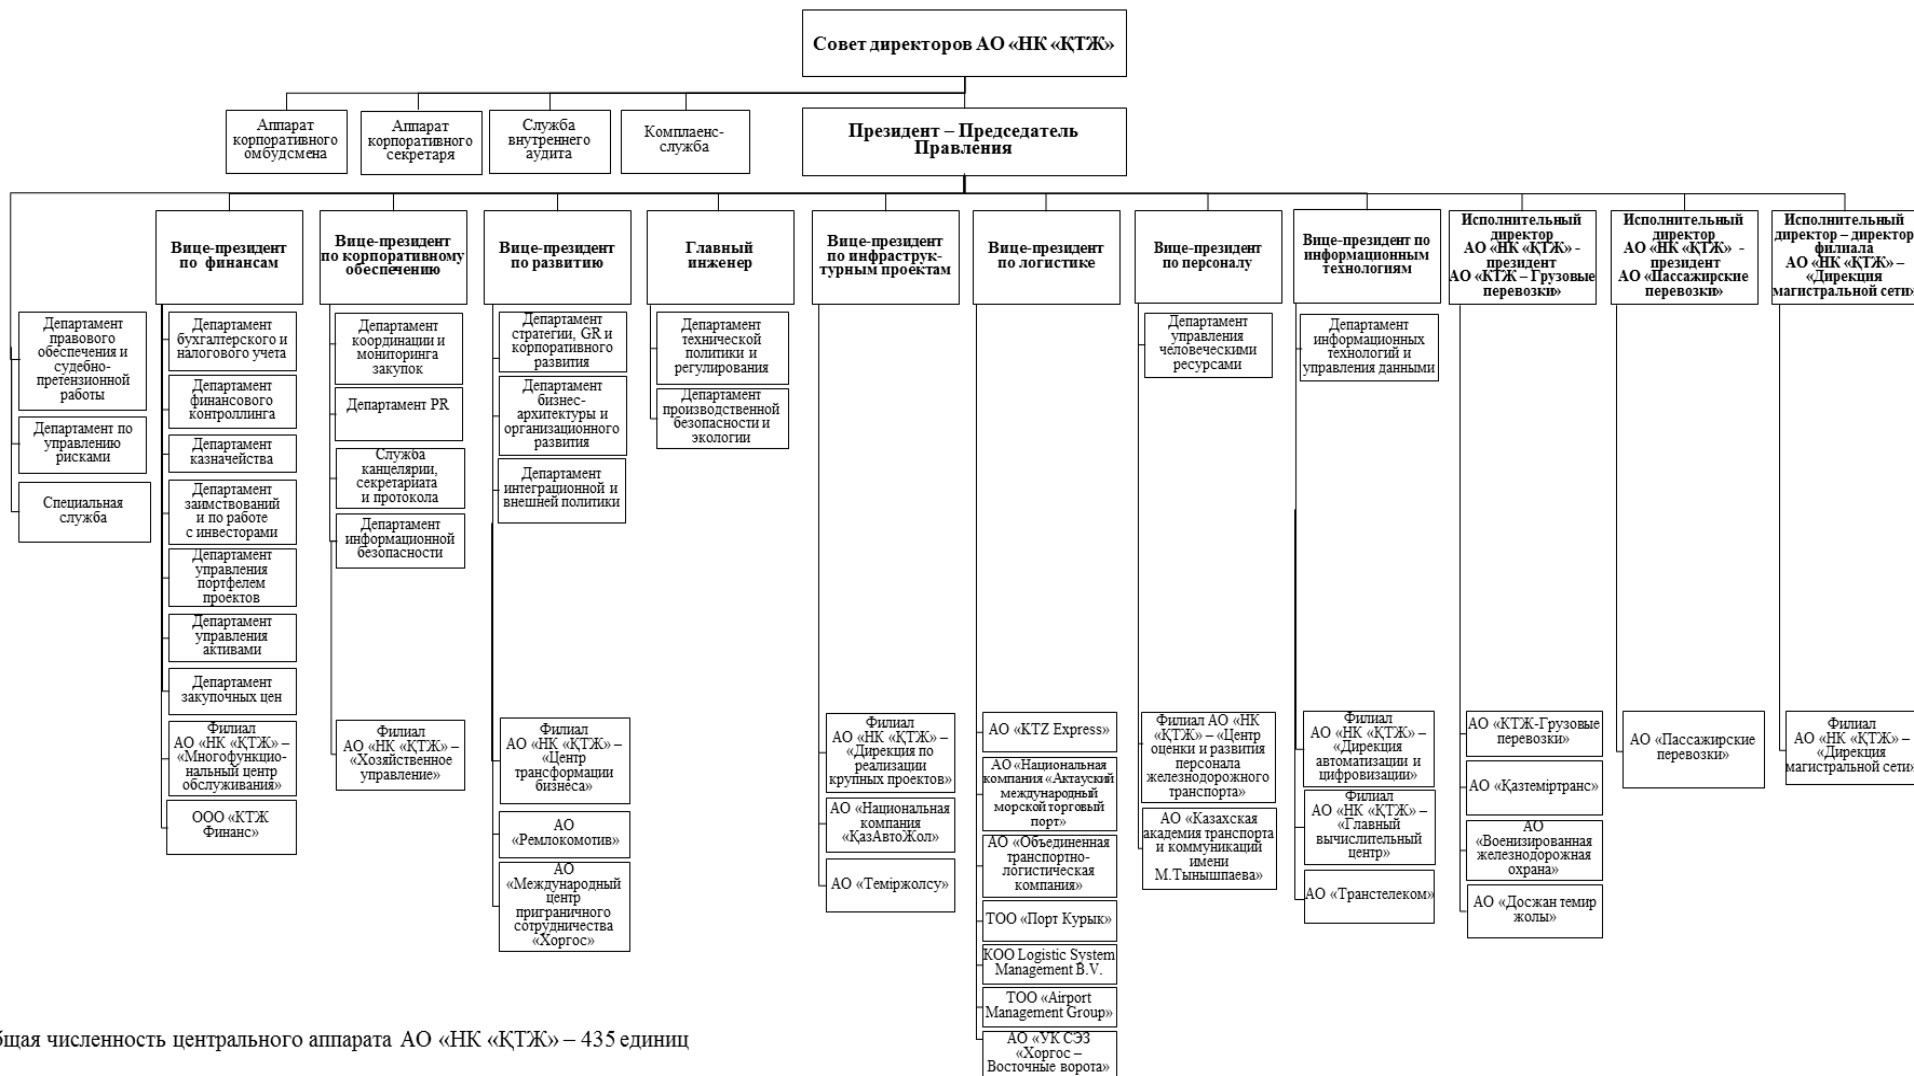 Совет директоров АО «НК «ҚТЖ»
Аппарат
корпоративного
омбудсмена
Аппарат
корпоративного
секретаря
Служба
внутреннего
аудита
Комплаенс-
служба
Президент – Председатель
Правления
Вице-президент
по финансам
Вице-президент
по корпоративному
обеспечению
Вице-президент
по развитию
Главный
инженер
Вице-президент
по инфраструк-
турным проектам
Вице-президент
по логистике
Вице-президент
по персоналу
Вице-президент по
информационным
технологиям
Исполнительный
директор
АО «НК «ҚТЖ» -
президент
АО «КТЖ – Грузовые
перевозки»
Исполнительный
директор
АО «НК «ҚТЖ» -
президент
АО «Пассажирские
перевозки»
Исполнительный
директор – директор
филиала
АО «НК «ҚТЖ» –
«Дирекция
магистральной сети»
Департамент
правового
обеспечения и
судебно-
претензионной
работы
Департамент по
управлению
рисками
Специальная
служба
Департамент
бухгалтерского и
налогового учета
Департамент
финансового
контроллинга
Департамент
казначейства
Департамент
заимствований
и по работе
с инвесторами
Департамент
управления
портфелем
проектов
Департамент
управления
активами
Департамент
закупочных цен
Филиал
АО «НК «ҚТЖ» –
«Многофункцио-
нальный центр
обслуживания»
ООО «КТЖ
Финанс»
Департамент
координации и
мониторинга
закупок
Департамент PR
Служба
канцелярии,
секретариата
и протокола
Департамент
информационной
безопасности
Филиал
АО «НК «ҚТЖ» –
«Хозяйственное
управление»
Департамент
стратегии, GR и
корпоративного
развития
Департамент
бизнес-
архитектуры и
организационного
развития
Департамент
интеграционной и
внешней политики
Филиал
АО «НК «ҚТЖ» –
«Центр
трансформации
бизнеса»
АО
«Ремлокомотив»
АО
«Международный
центр
приграничного
сотрудничества
«Хоргос»
Департамент
технической
политики и
регулирования
Департамент
производственной
безопасности и
экологии
Филиал
АО «НК «ҚТЖ» –
«Дирекция по
реализации
крупных проектов»
АО «Национальная
компания
«ҚазАвтоЖол»
АО «Теміржолсу»
АО «KTZ Express»
АО «Национальная
компания «Актауский
международный
морской торговый
порт»
АО «Объединенная
транспортно-
логистическая
компания»
ТОО «Порт Курык»
КОО Logistic System
Management B.V.
ТОО «Airport
Management Group»
АО «УК СЭЗ
«Хоргос –
Восточные ворота»
Департамент
управления
человеческими
ресурсами
Филиал АО «НК
«ҚТЖ» – «Центр
оценки и развития
персонала
железнодорожного
транспорта»
АО «Казахская
академия транспорта
и коммуникаций
имени
М.Тынышпаева»
Департамент
информационных
технологий и
управления данными
Филиал
АО «НК «ҚТЖ» –
«Дирекция
автоматизации и
цифровизации»
Филиал
АО «НК «ҚТЖ» –
«Главный
вычислительный
центр»
АО «Транстелеком»
АО «КТЖ-Грузовые
перевозки»
АО «Қазтеміртранс»
АО
«Военизированная
железнодорожная
охрана»
АО «Досжан темир
жолы»
АО «Пассажирские
перевозки»
Филиал
АО «НК «ҚТЖ» –
«Дирекция
магистральной сети»
бщая численность центрального аппарата АО «НК «ҚТЖ» – 435 единиц